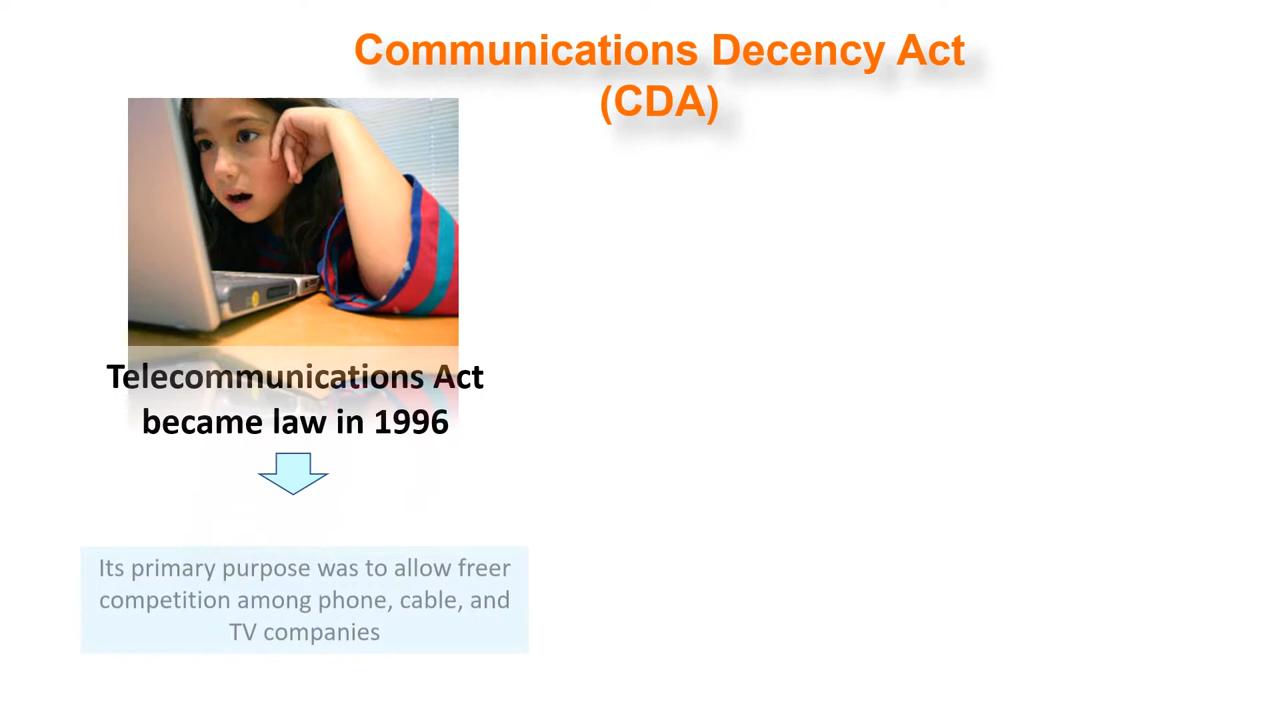 Communications Decency Act
(CDA)
Telecommunications Act
became law in 1996
Its primary purpose was to allow freer
competition among phone, cable, and
TV companies